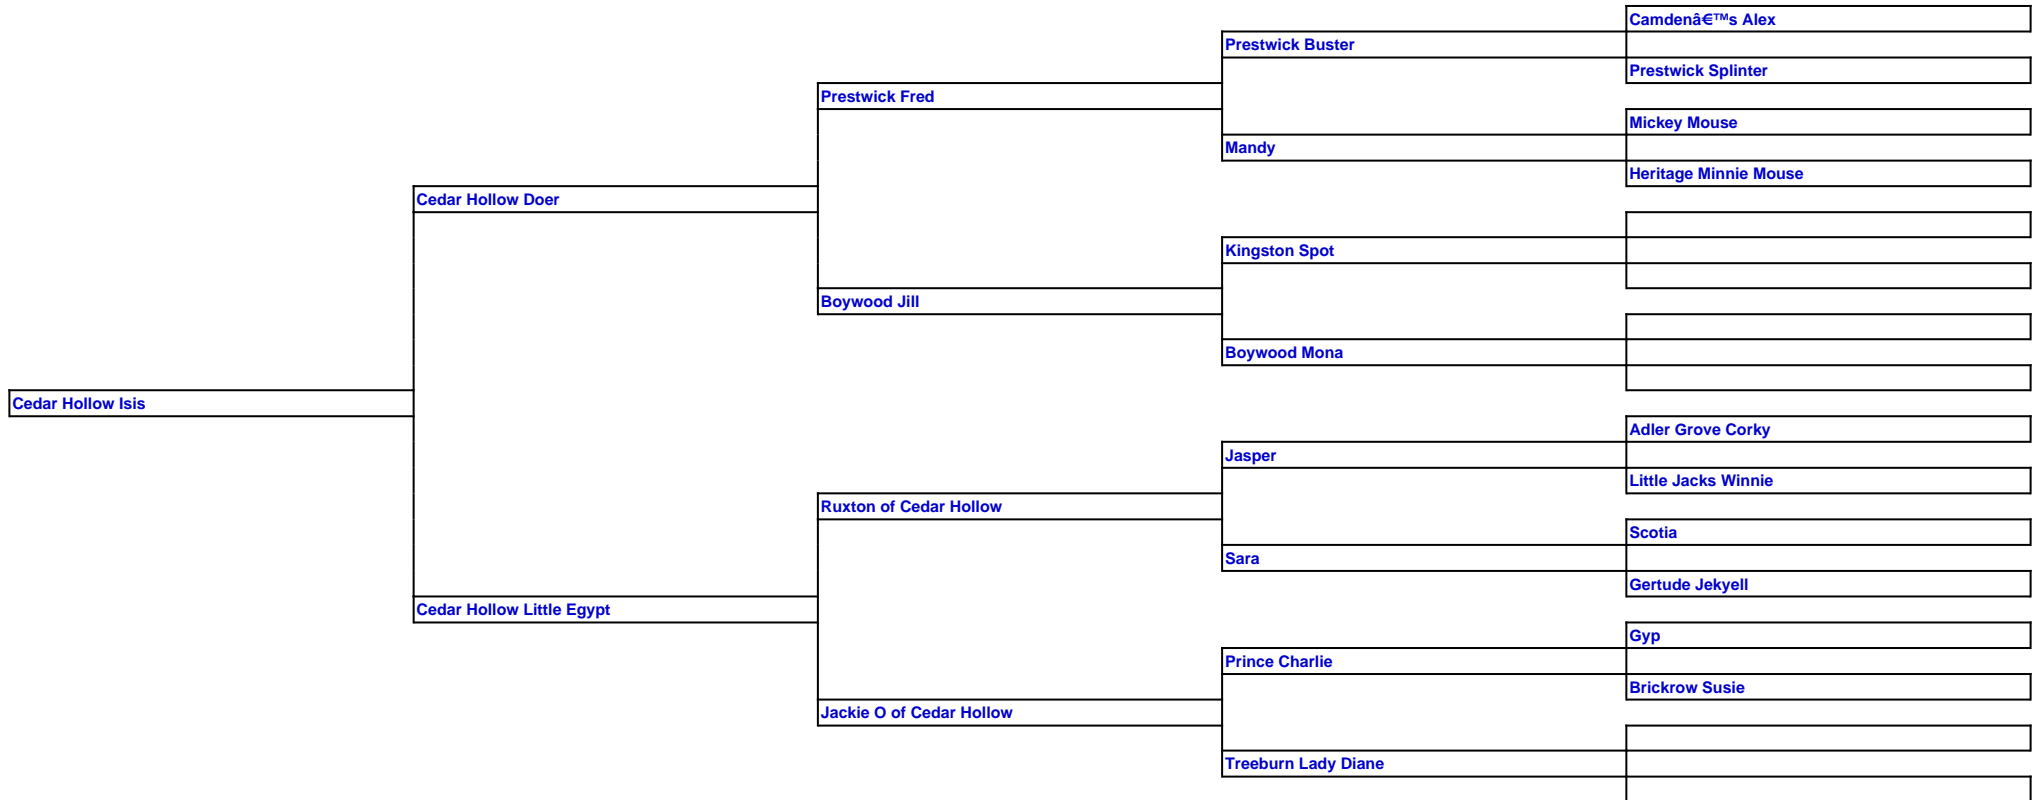 Camdenâ€™s Alex
Prestwick Buster
Prestwick Splinter
Prestwick Fred
Mickey Mouse
Mandy
Heritage Minnie Mouse
Cedar Hollow Doer
Kingston Spot
Boywood Jill
Boywood Mona
Cedar Hollow Isis
Adler Grove Corky
Jasper
Little Jacks Winnie
Ruxton of Cedar Hollow
Scotia
Sara
Gertude Jekyell
Cedar Hollow Little Egypt
Gyp
Prince Charlie
Brickrow Susie
Jackie O of Cedar Hollow
Treeburn Lady Diane